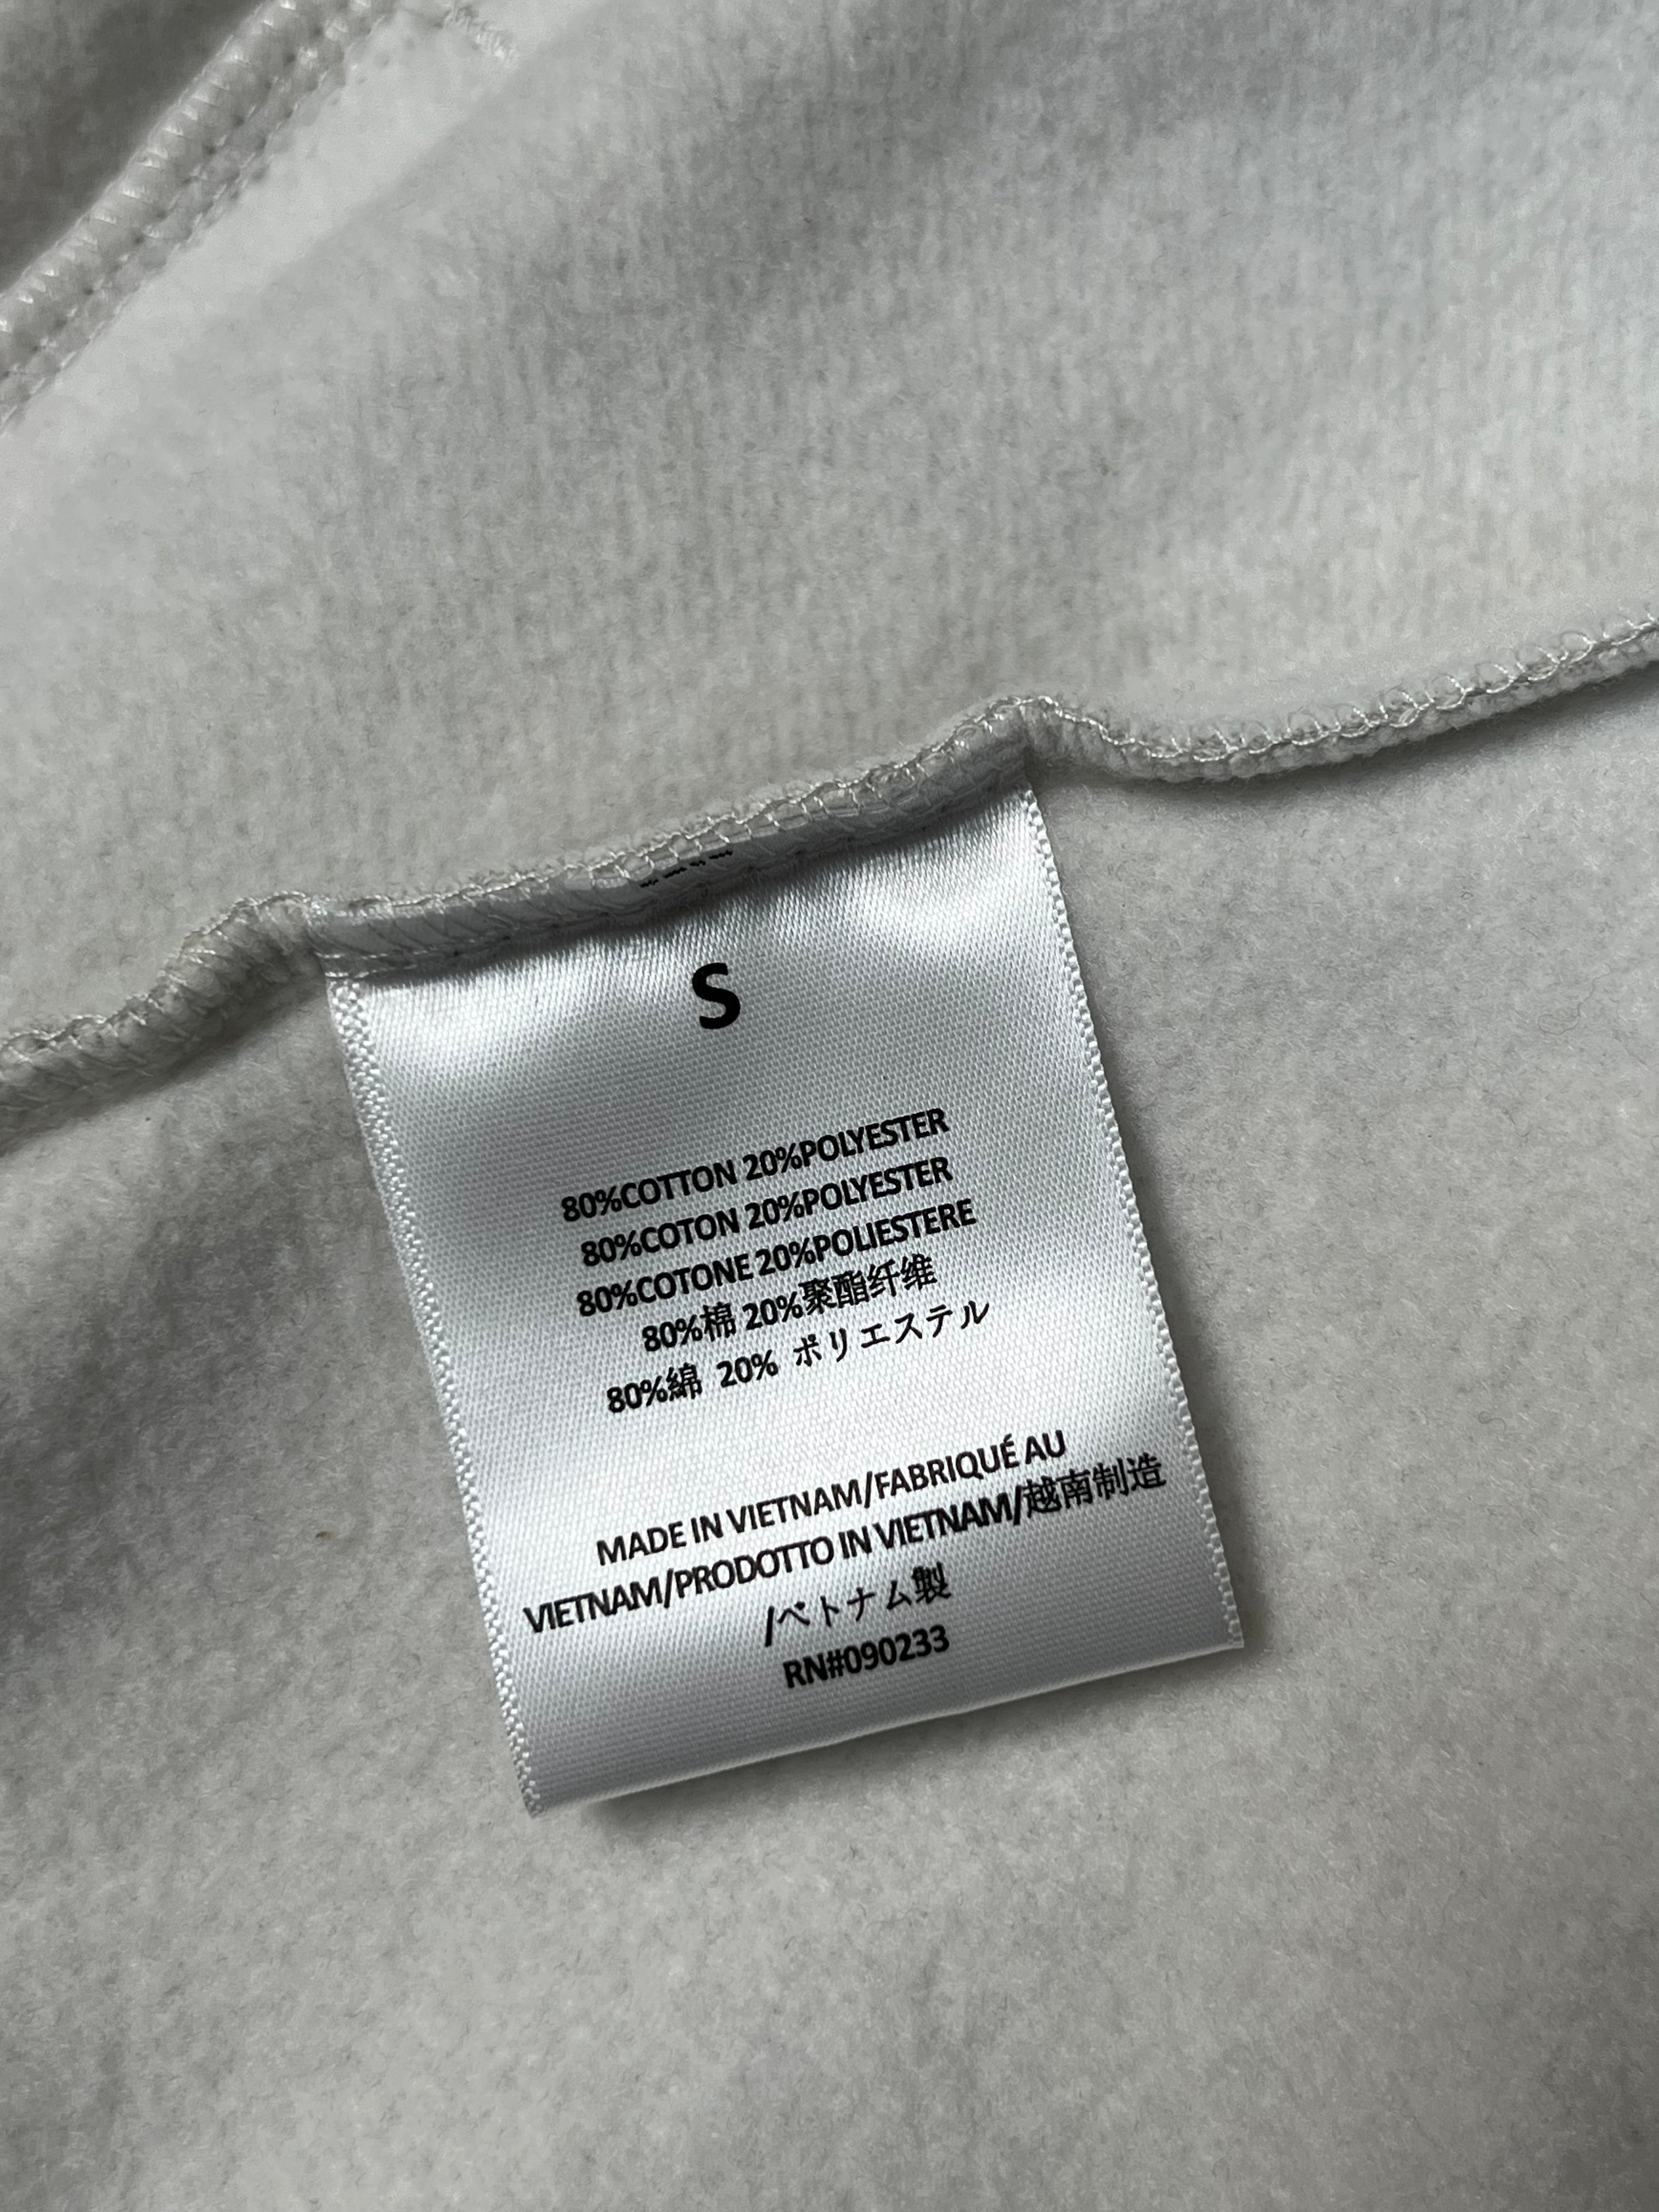 S
80%COTTON 20%POLYESTER
80%COTON 20%POLYESTER
80%COTONE 20%POLIESTERE
80%棉 20%聚酯纤维
80%綿 20% ポリエステル
MADE IN VIETNAM/FABRIQUÉ AU
VIETNAM/PRODOTTO IN VIETNAM/越南制造
/ベトナム製
RN#090233